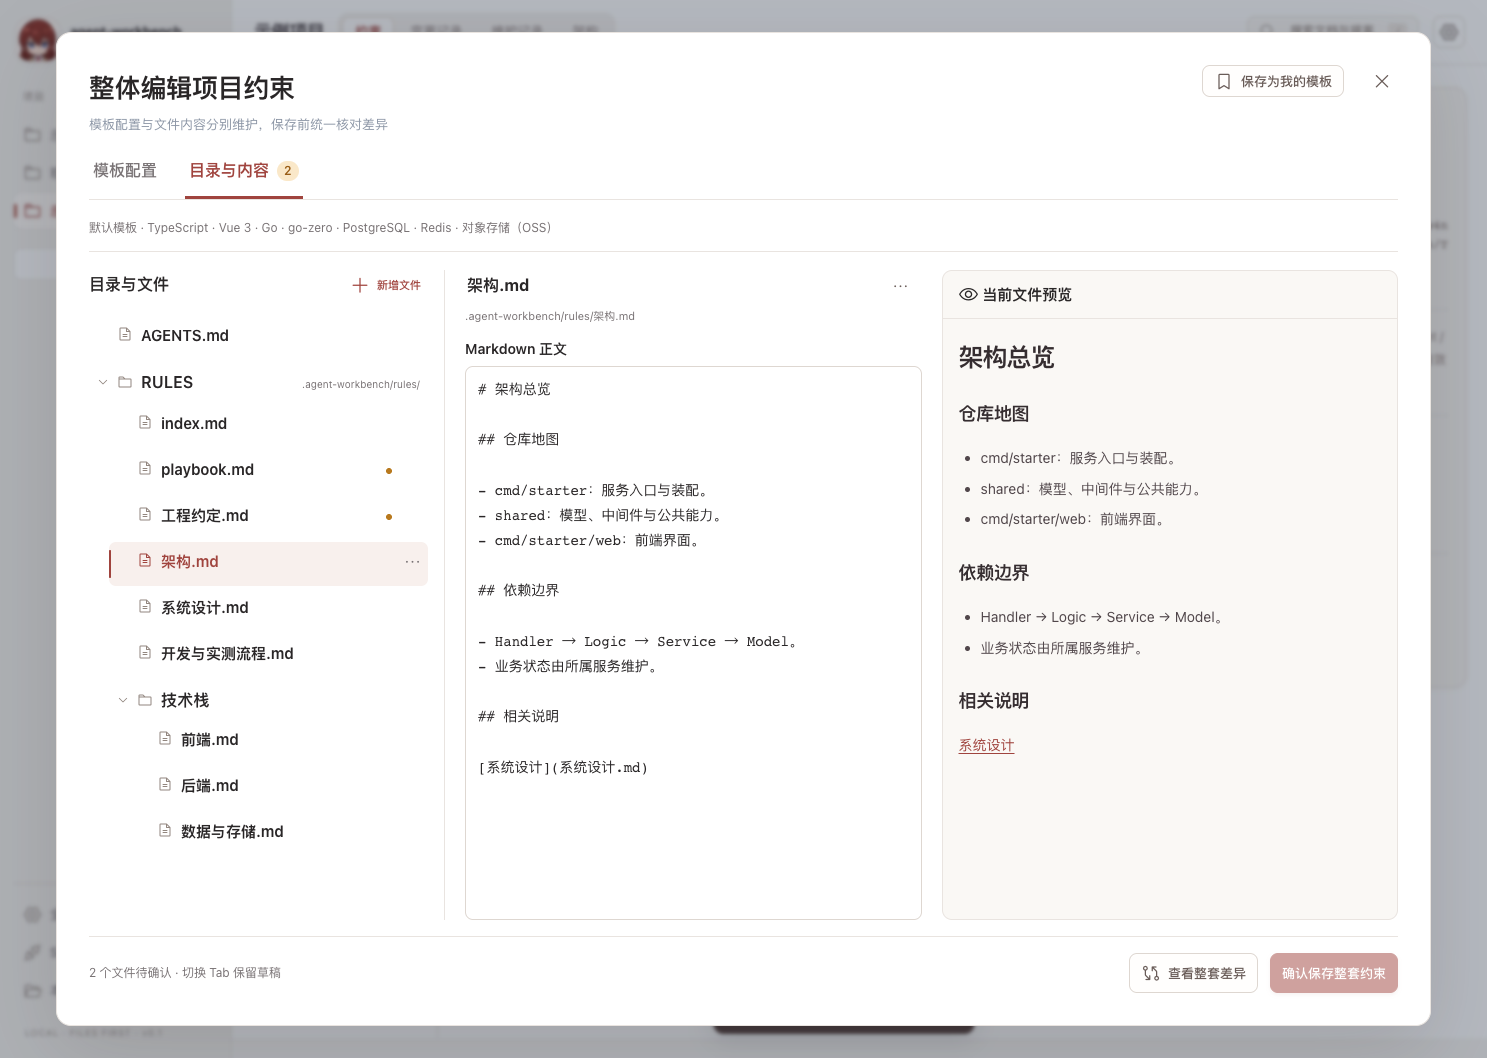 整体编辑项目约束
保存为我的模板
模板配置与文件内容分别维护，保存前统一核对差异
模板配置
目录与内容 2
默认模板 · TypeScript · Vue 3 · Go · go-zero · PostgreSQL · Redis · 对象存储（OSS）
目录与文件
新增文件
AGENTS.md
RULES
.agent-workbench/rules/
index.md
playbook.md
工程约定.md
架构.md
系统设计.md
开发与实测流程.md
技术栈
前端.md
后端.md
数据与存储.md
架构.md
.agent-workbench/rules/架构.md
Markdown 正文
# 架构总览
## 仓库地图
- cmd/starter：服务入口与装配。
- shared：模型、中间件与公共能力。
- cmd/starter/web：前端界面。
## 依赖边界
- Handler → Logic → Service → Model。
- 业务状态由所属服务维护。
## 相关说明
[系统设计](系统设计.md)
当前文件预览
架构总览
仓库地图
• cmd/starter：服务入口与装配。
• shared：模型、中间件与公共能力。
• cmd/starter/web：前端界面。
依赖边界
• Handler → Logic → Service → Model。
• 业务状态由所属服务维护。
相关说明
系统设计
2 个文件待确认 · 切换 Tab 保留草稿
查看整套差异
确认保存整套约束